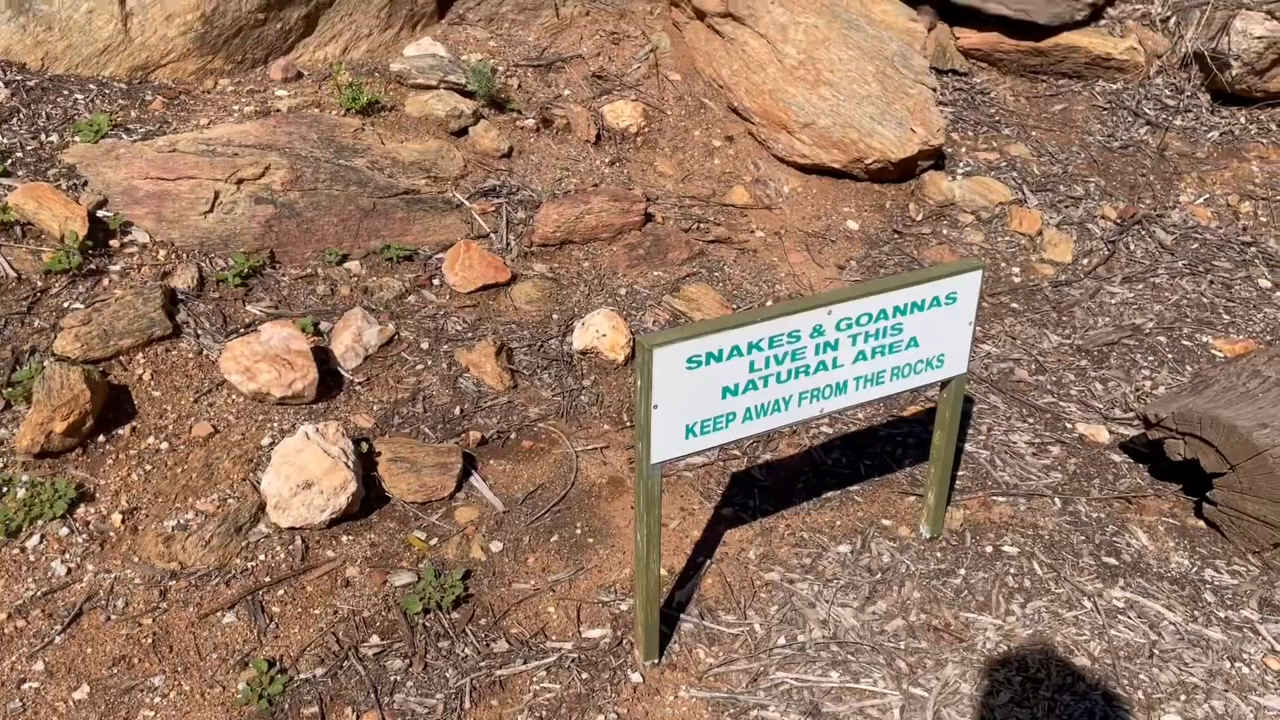 SNAKES & GOANNAS
LIVE IN THIS
NATURAL AREA
KEEP AWAY FROM THE ROCKS